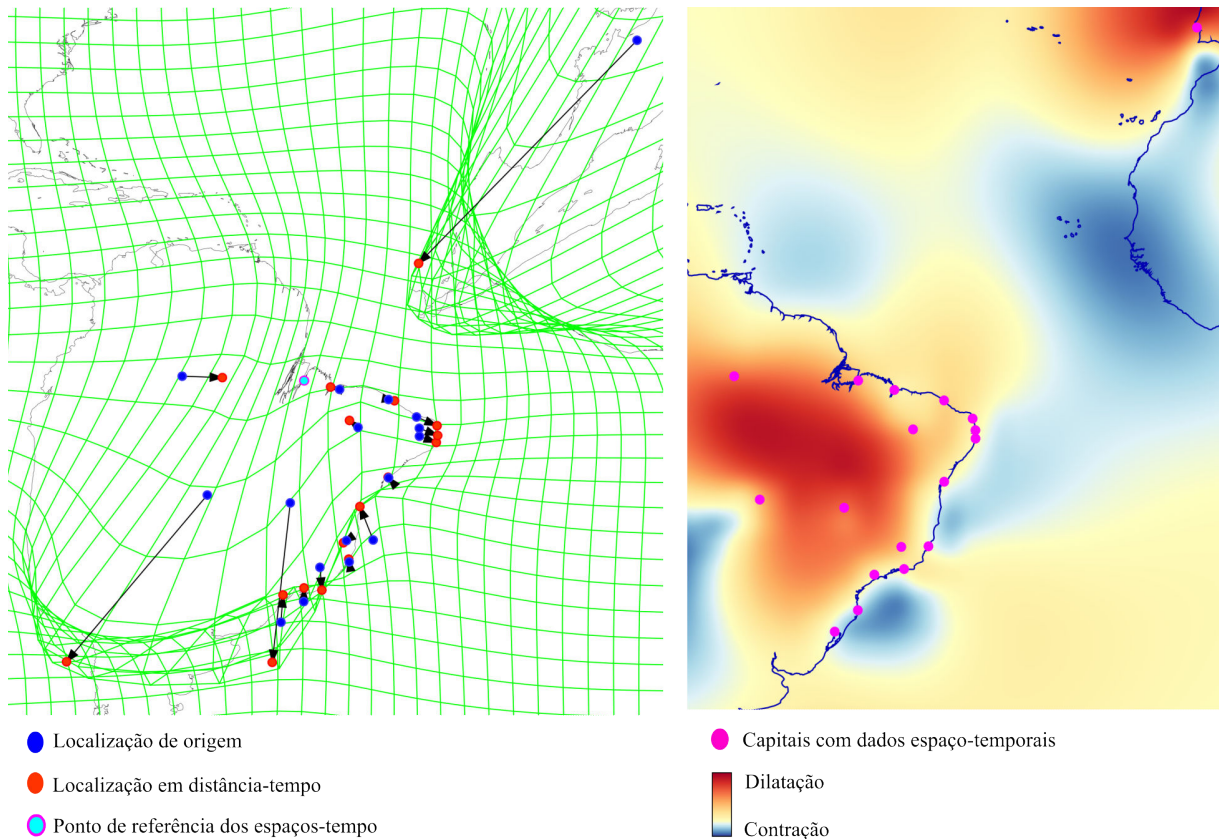 Localização de origem
Localização em distância-tempo
Ponto de referência dos espaços-tempo
Capitais com dados espaço-temporais
Dilatação
Contração